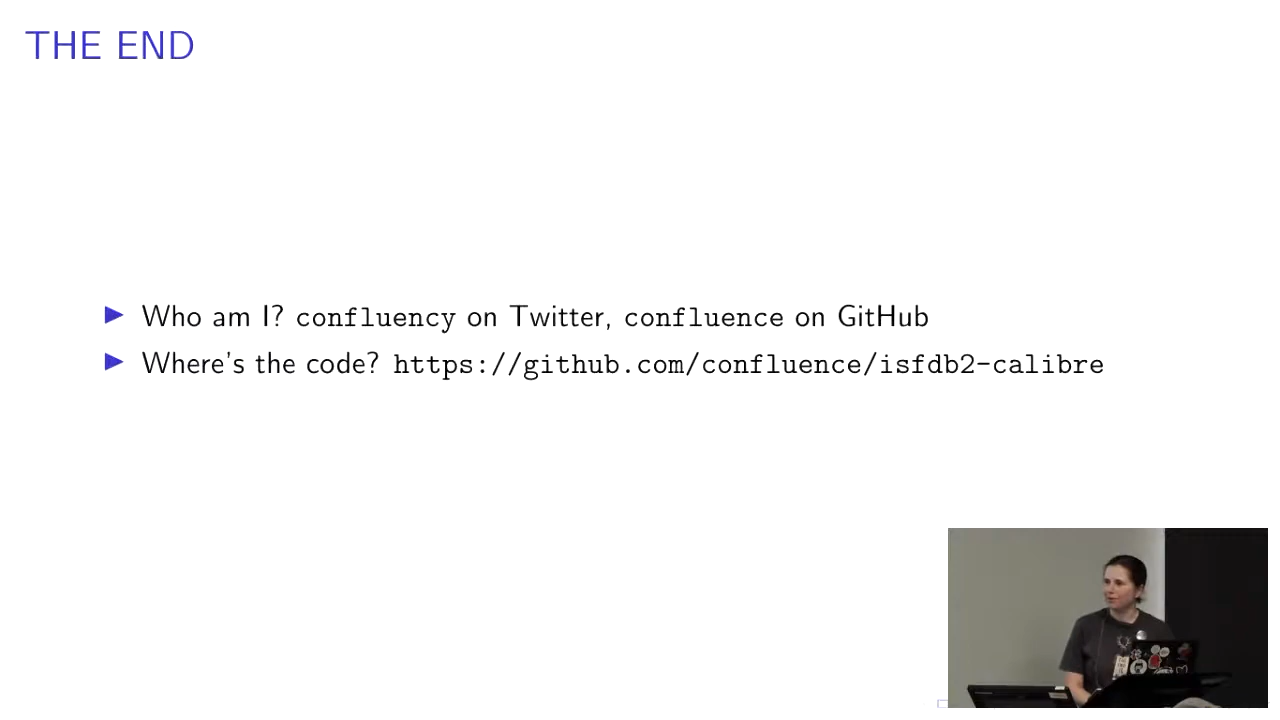 THE END
Who am I? confluency on Twitter, confluence on GitHub
Where's the code? https://github.com/confluence/isfdb2-calibre